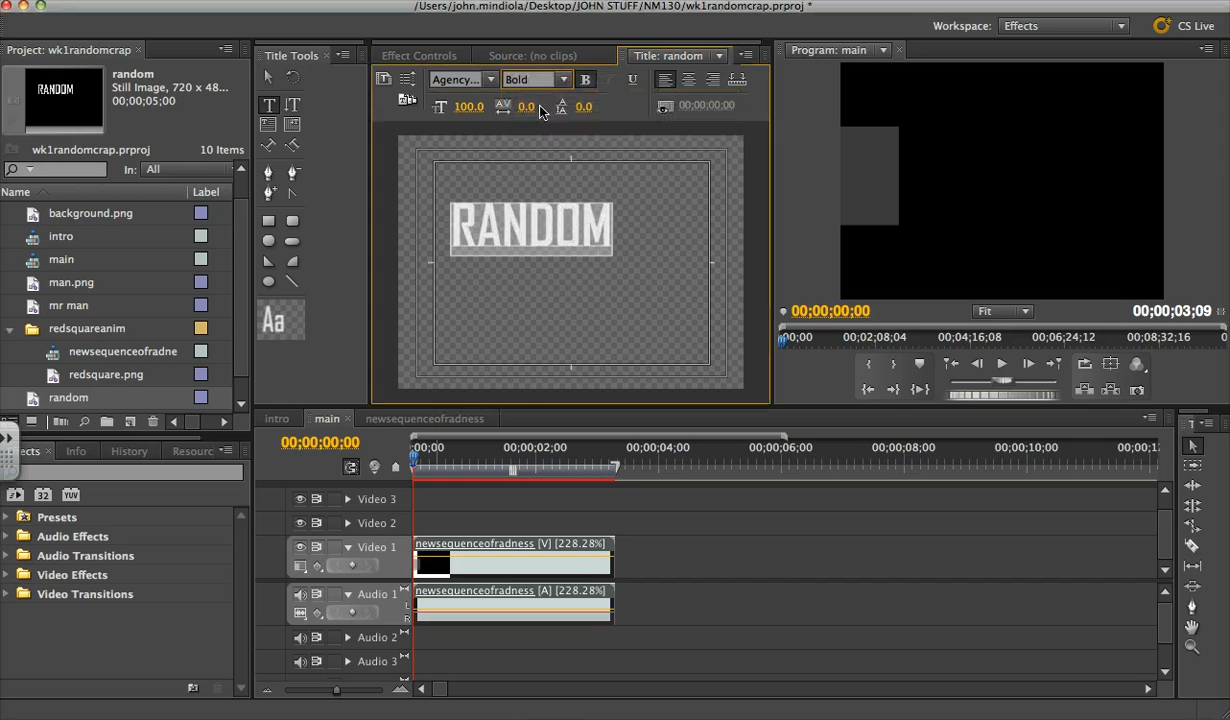 /Users/john.mindiola/Desktop/JOHN STUFF/NM130/wk1randomcrap.prproj *
Workspace: Effects
CS Live
Project: wk1randomcrap
random
Still Image, 720 x 48...
00;00;05;00
RANDOM
wk1randomcrap.prproj
10 Items
In: All
Name
Label
background.png
intro
main
man.png
mr man
redsquareanim
newsequenceofradne
redsquare.png
random
Title Tools
Aa
Effect Controls
Source: (no clips)
Title: random
Agency...
Bold
B
U
100.0
0.0
0.0
00;00;00;00
RANDOM
Program: main
00;00;00;00
Fit
00;00;03;09
00;00
00;02;08;04
00;04;16;08
00;06;24;12
00;08;32;16
0
ects
Info
History
Resourc
32
YUV
Presets
Audio Effects
Audio Transitions
Video Effects
Video Transitions
intro
main
newsequenceofradness
00;00;00;00
00;00
00;00;02;00
00;00;04;00
00;00;06;00
00;00;08;00
00;00;10;00
00;00;12
Video 3
Video 2
Video 1
newsequenceofradness [V] [228.28%]
Audio 1
L
R
newsequenceofradness [A] [228.28%]
Audio 2
Audio 3